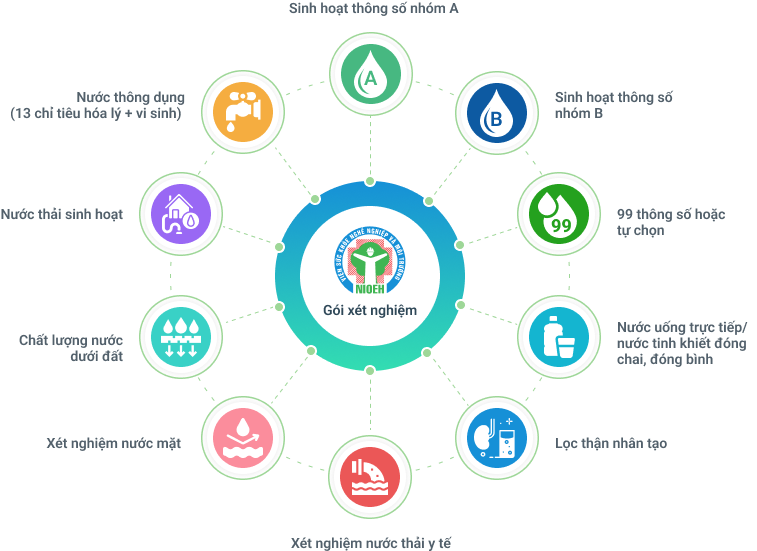 Sinh hoạt thông số nhóm A
A
Nước thông dụng
(13 chỉ tiêu hóa lý + vi sinh)
Sinh hoạt thông số
nhóm B
B
Nước thải sinh hoạt
99 thông số hoặc
tự chọn
99
VIỆN SỨC KHỎE NGHỀ NGHIỆP VÀ MÔI TRƯỜNG
NIOEH
Gói xét nghiệm
Chất lượng nước
dưới đất
Nước uống trực tiếp/
nước tinh khiết đóng
chai, đóng bình
Xét nghiệm nước mặt
Lọc thận nhân tạo
Xét nghiệm nước thải y tế